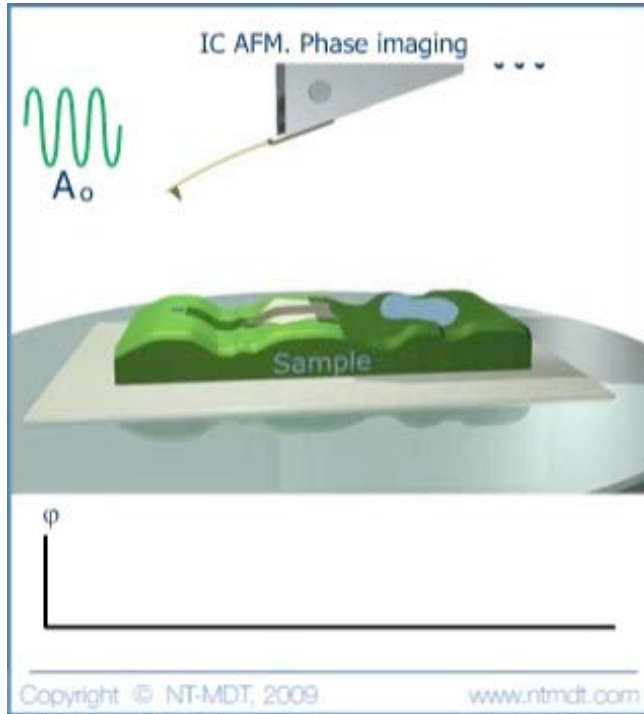 IC AFM. Phase imaging
Ao
Sample
φ
Copyright © NT-MDT, 2009 www.ntmdt.com